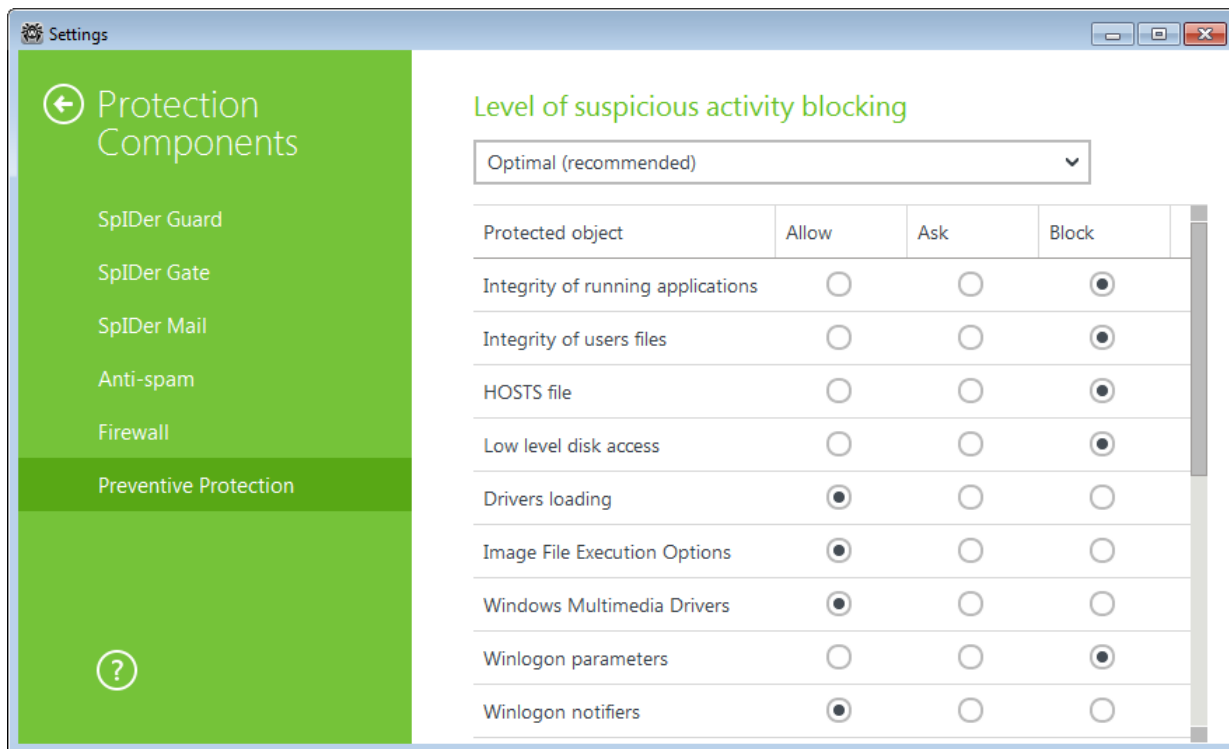 Settings
Protection
Components
SpIDer Guard
SpIDer Gate
SpIDer Mail
Anti-spam
Firewall
Preventive Protection
?
Level of suspicious activity blocking
Optimal (recommended)
Protected object Allow Ask Block
Integrity of running applications
Integrity of users files
HOSTS file
Low level disk access
Drivers loading
Image File Execution Options
Windows Multimedia Drivers
Winlogon parameters
Winlogon notifiers